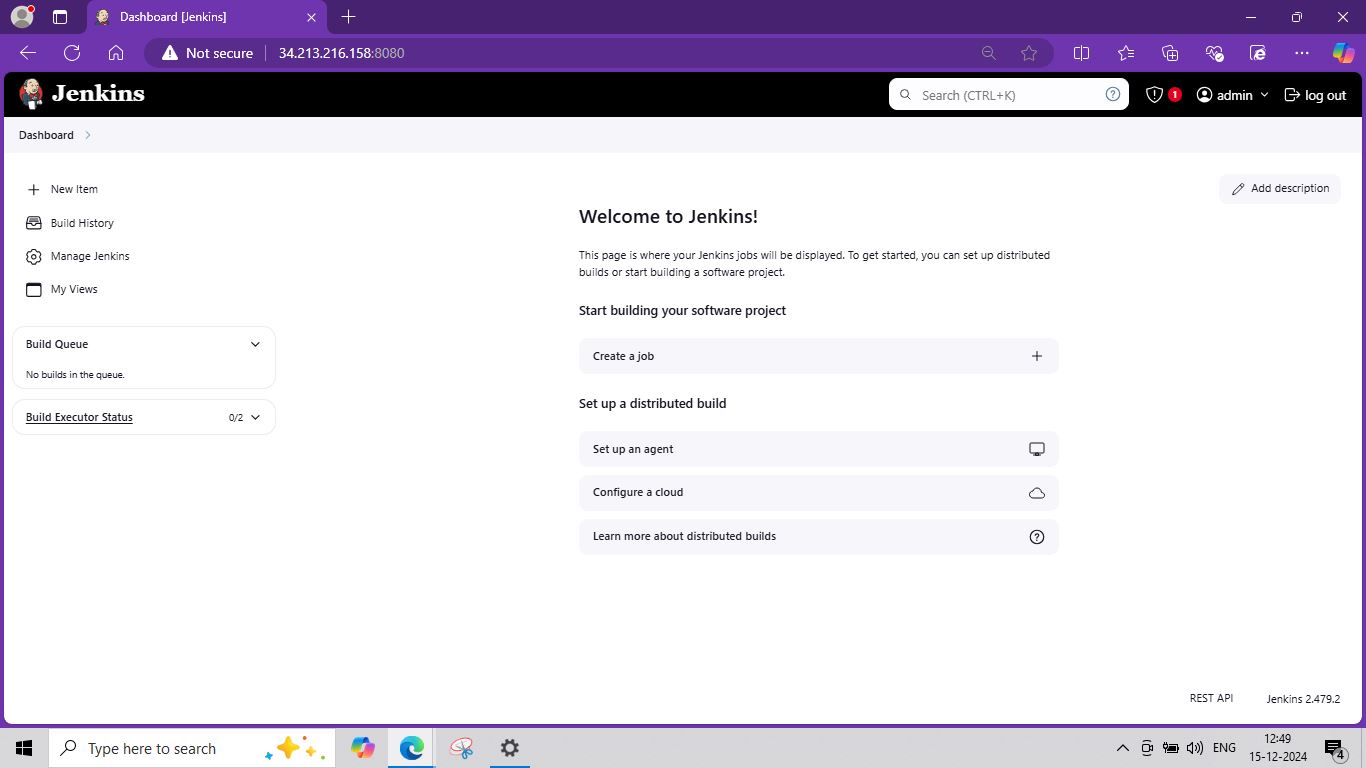 Dashboard [Jenkins]
Not secure
34.213.216.158:8080
Jenkins
Search (CTRL+K)
1
admin
log out
Dashboard
New Item
Build History
Manage Jenkins
My Views
Build Queue
No builds in the queue.
Build Executor Status
0/2
Add description
Welcome to Jenkins!
This page is where your Jenkins jobs will be displayed. To get started, you can set up distributed
builds or start building a software project.
Start building your software project
Create a job
Set up a distributed build
Set up an agent
Configure a cloud
Learn more about distributed builds
REST API
Jenkins 2.479.2
Type here to search
ENG
12:49
15-12-2024
4